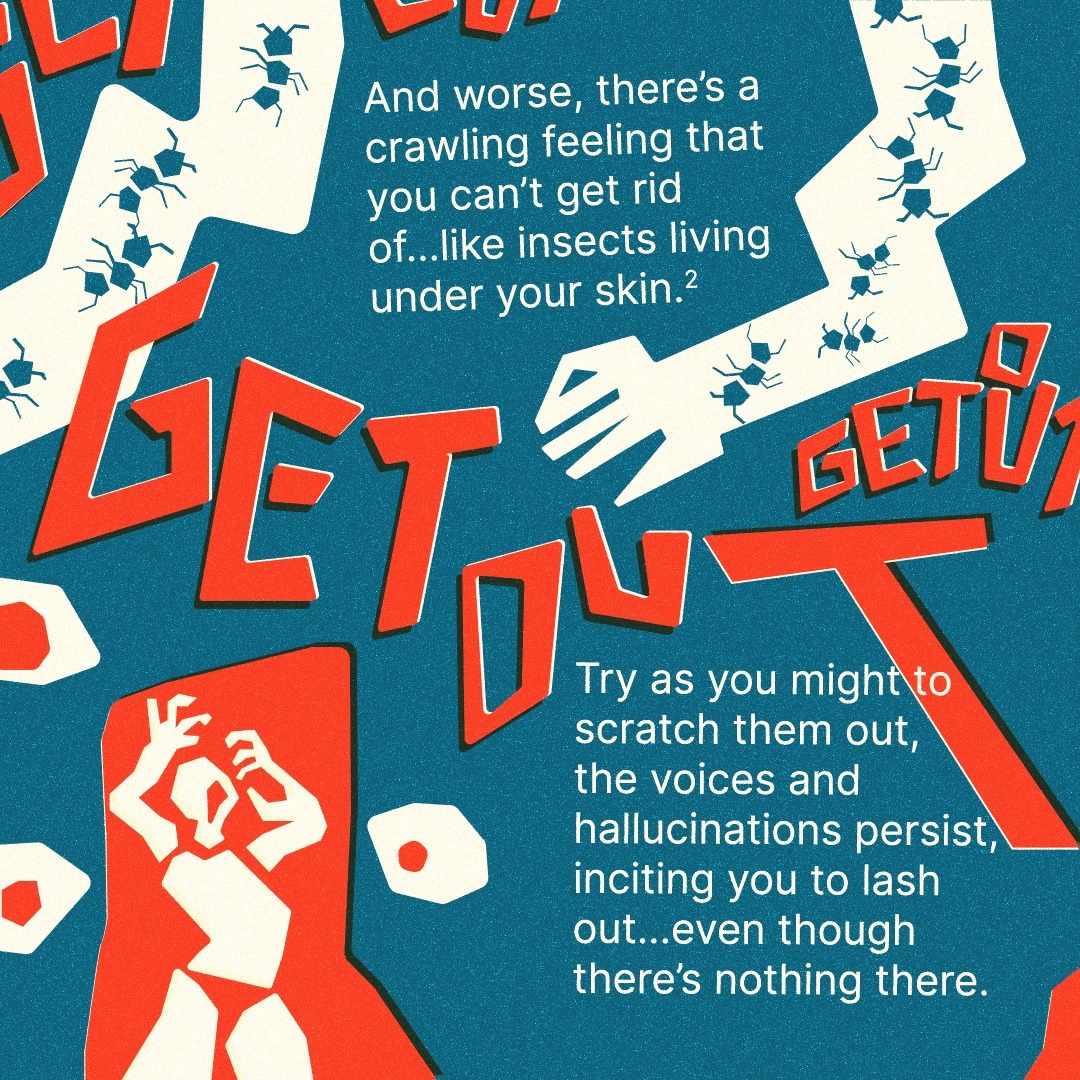 And worse, there’s a
crawling feeling that
you can’t get rid
of...like insects living
under your skin.²
GET OUT
GET OUT
Try as you might to
scratch them out,
the voices and
hallucinations persist,
inciting you to lash
out...even though
there’s nothing there.